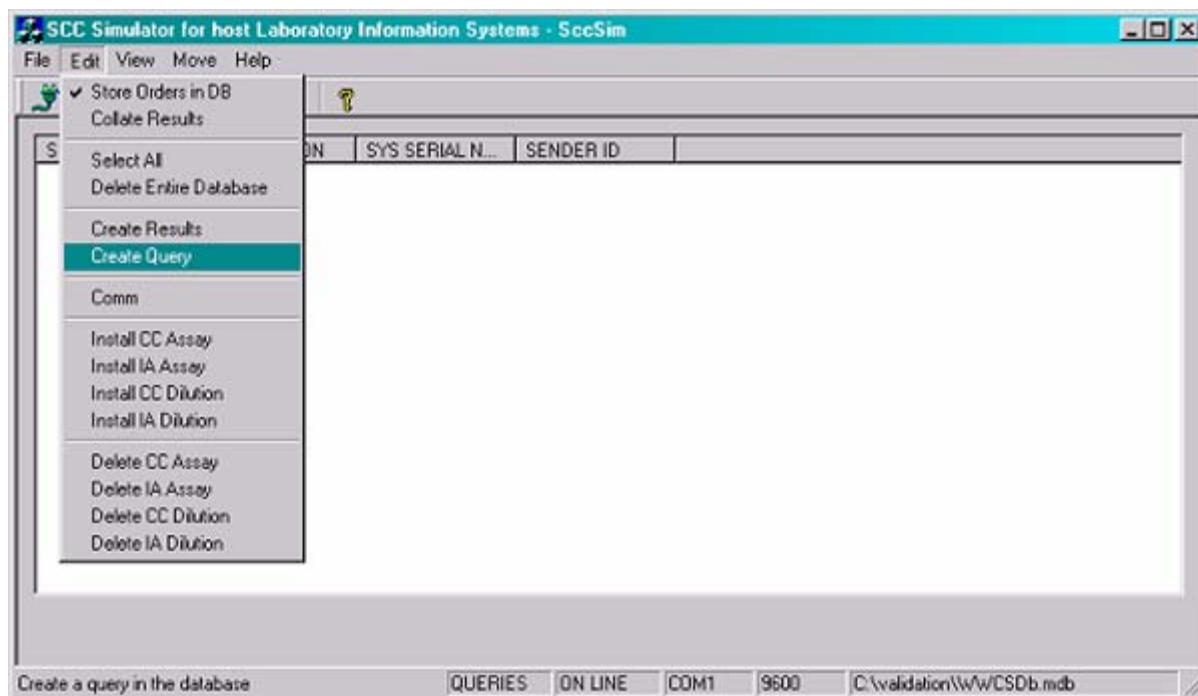 SCC Simulator for host Laboratory Information Systems - SccSim
File Edit View Move Help
Store Orders in DB
Collate Results
S ON SYS SERIAL N... SENDER ID
Select All
Delete Entire Database
Create Results
Create Query
Comm
Install CC Assay
Install IA Assay
Install CC Dilution
Install IA Dilution
Delete CC Assay
Delete IA Assay
Delete CC Dilution
Delete IA Dilution
Create a query in the database QUERIES ON LINE COM1 9600 C:\validation\WWCSDb.mdb